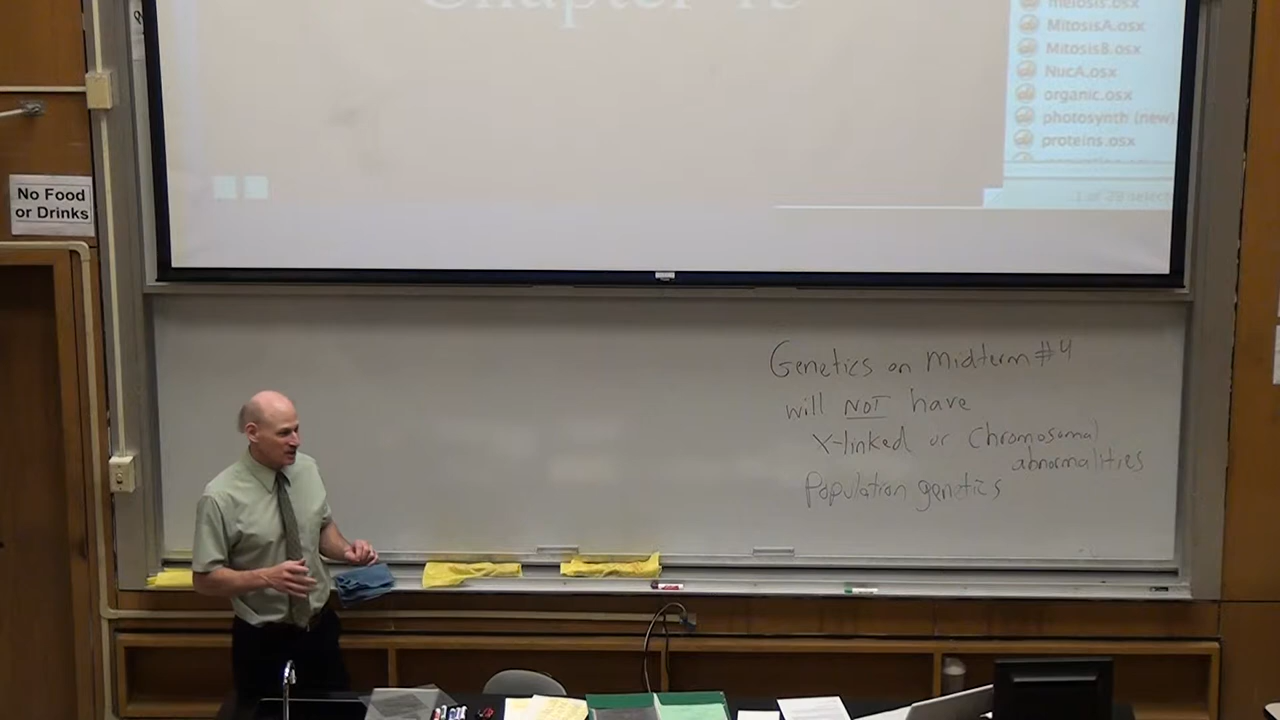 Chapter
meiosis.osx
MitosisA.osx
MitosisB.osx
NucA.osx
organic.osx
photosynth (new).
proteins.osx
No Food
or Drinks
Genetics on Midterm #4
will NOT have
X-linked or Chromosomal
abnormalities
Population genetics